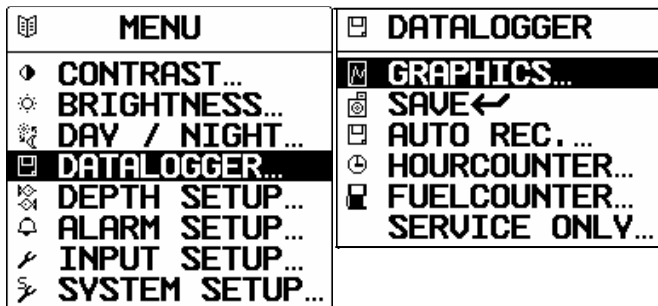 MENU
CONTRAST...
BRIGHTNESS...
DAY / NIGHT...
DATALOGGER...
DEPTH SETUP...
ALARM SETUP...
INPUT SETUP...
SYSTEM SETUP...
DATALOGGER
GRAPHICS...
SAVE↵
AUTO REC....
HOURCOUNTER...
FUELCOUNTER...
SERVICE ONLY...